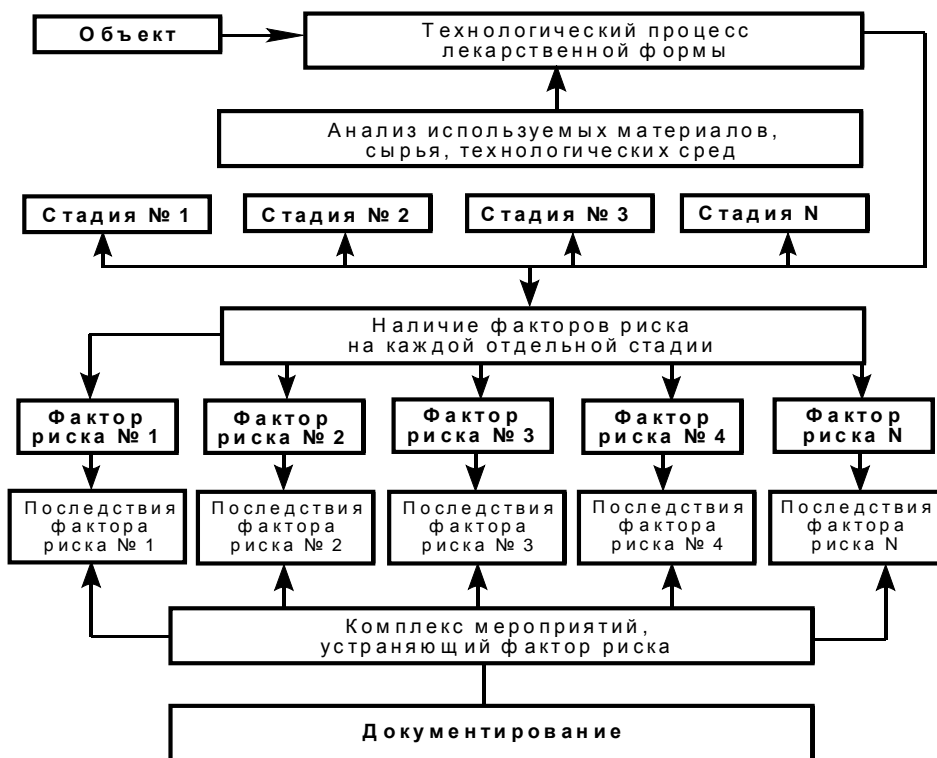 Объект
Технологический процесс
лекарственной формы
Анализ используемых материалов,
сырья, технологических сред
Стадия № 1
Стадия № 2
Стадия № 3
Стадия N
Наличие факторов риска
на каждой отдельной стадии
Фактор
риска № 1
Фактор
риска № 2
Фактор
риска № 3
Фактор
риска № 4
Фактор
риска N
Последствия
фактора
риска № 1
Последствия
фактора
риска № 2
Последствия
фактора
риска № 3
Последствия
фактора
риска № 4
Последствия
фактора
риска N
Комплекс мероприятий,
устраняющий фактор риска
Документирование